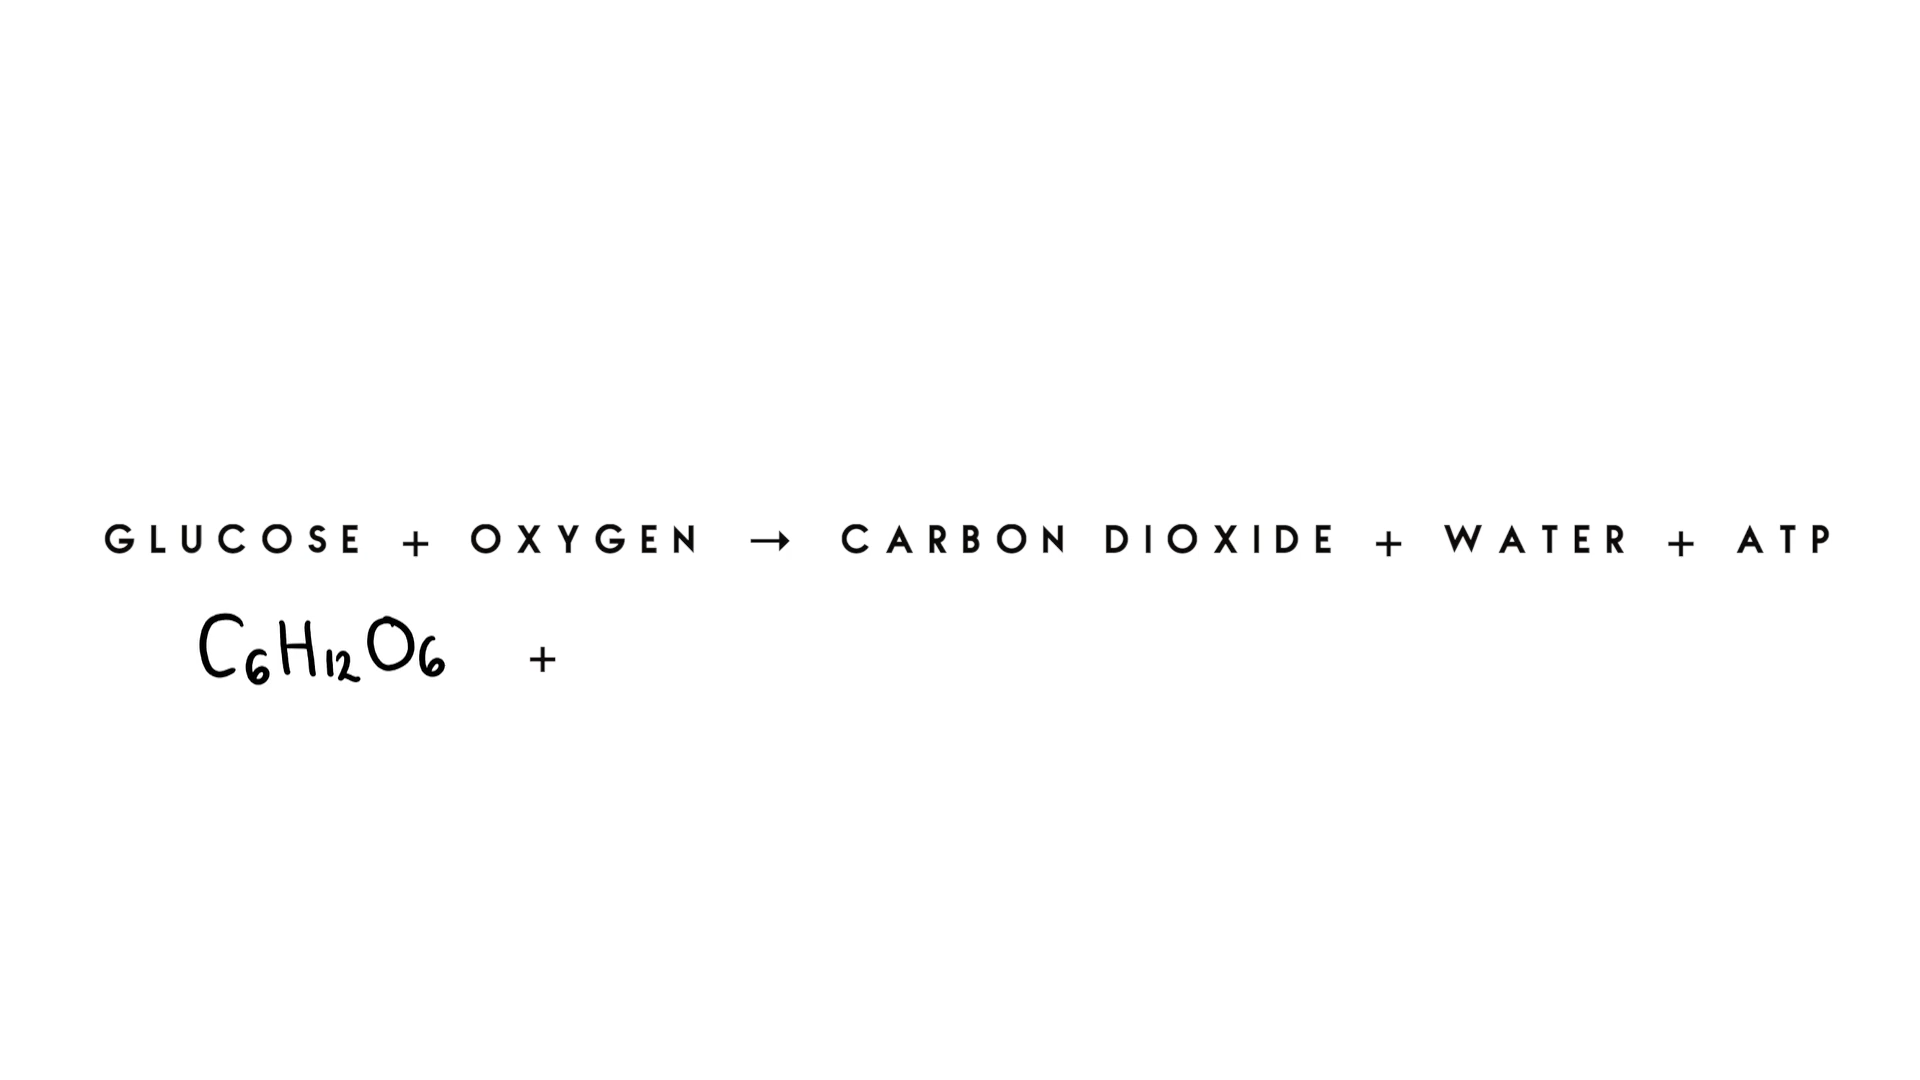 GLUCOSE + OXYGEN → CARBON DIOXIDE + WATER + ATP
C₆H₁₂O₆ +